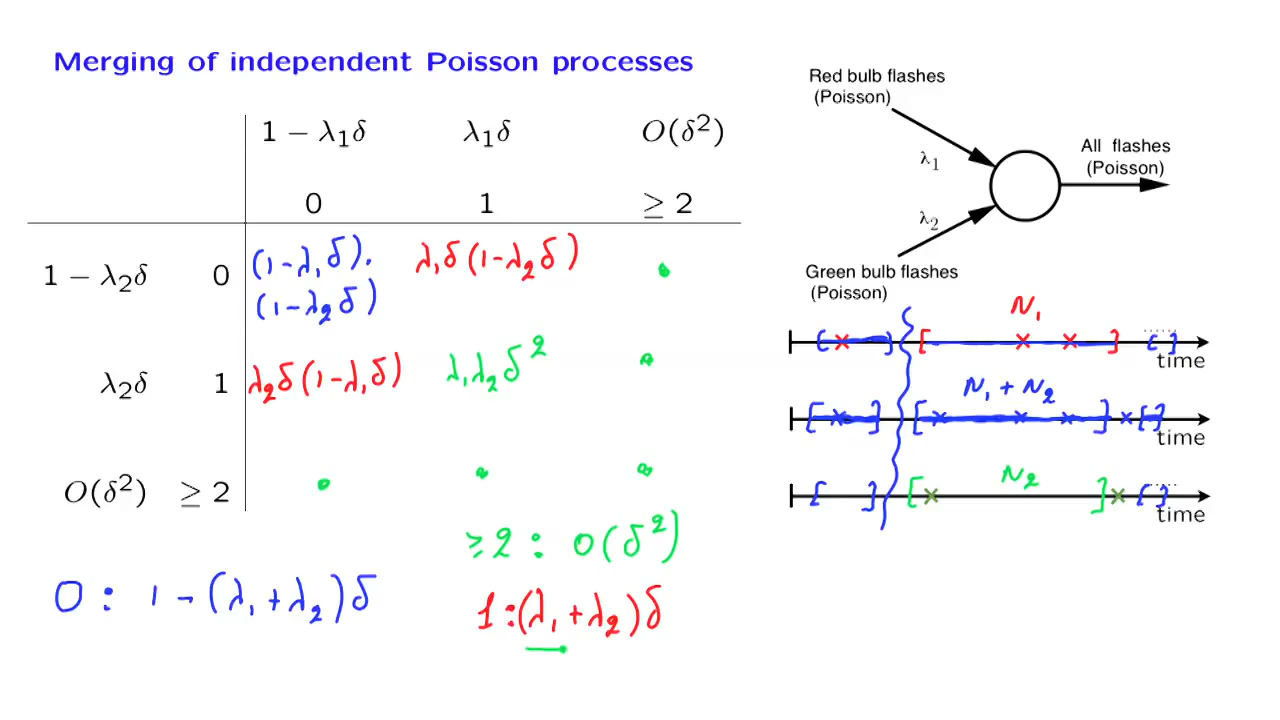 Merging of independent Poisson processes
1 − λ₁δ λ₁δ O(δ²)
0 1 ≥ 2
1 − λ₂δ 0 (1-λ₁δ). λ₁δ(1-λ₂δ)
(1-λ₂δ)
λ₂δ 1 λ₂δ(1-λ₁δ) λ₁λ₂δ²
O(δ²) ≥ 2
≥2 : O(δ²)
0 : 1 - (λ₁+λ₂)δ
1:(λ₁+λ₂)δ
Red bulb flashes
(Poisson)
λ₁
All flashes
(Poisson)
λ₂
Green bulb flashes
(Poisson)
N₁
time
N₁ + N₂
time
N₂
time